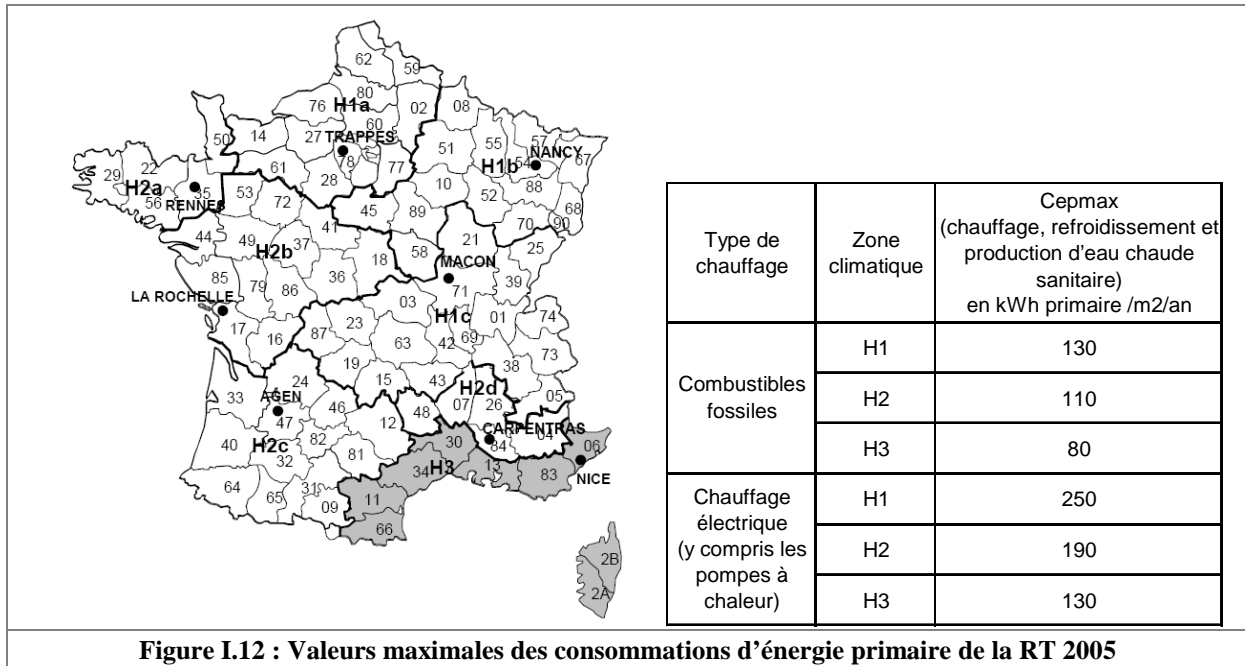 62
59
80
76
H1a
02
08
60
50
14
27
TRAPPES
55
57
51
78
54
NANCY
67
H1b
29
22
61
77
H2a
35
28
10
88
56
RENNES
53
72
52
68
45
89
70
90
41
44
49
37
21
25
H2b
18
58
MACON
85
79
36
39
86
71
LA ROCHELLE
03
01
74
17
16
87
23
H1c
63
42
69
73
19
38
24
15
43
H2d
05
33
AGEN
46
07
26
47
48
04
12
CARPENTRAS
40
82
30
84
06
H2c
81
32
34
H3
13
83
NICE
64
31
65
11
09
66
2B
2A
Type de
chauffage
Zone
climatique
Cepmax
(chauffage, refroidissement et
production d'eau chaude
sanitaire)
en kWh primaire /m2/an
Combustibles
fossiles
H1
130
H2
110
H3
80
Chauffage
électrique
(y compris les
pompes à
chaleur)
H1
250
H2
190
H3
130
Figure I.12 : Valeurs maximales des consommations d'énergie primaire de la RT 2005